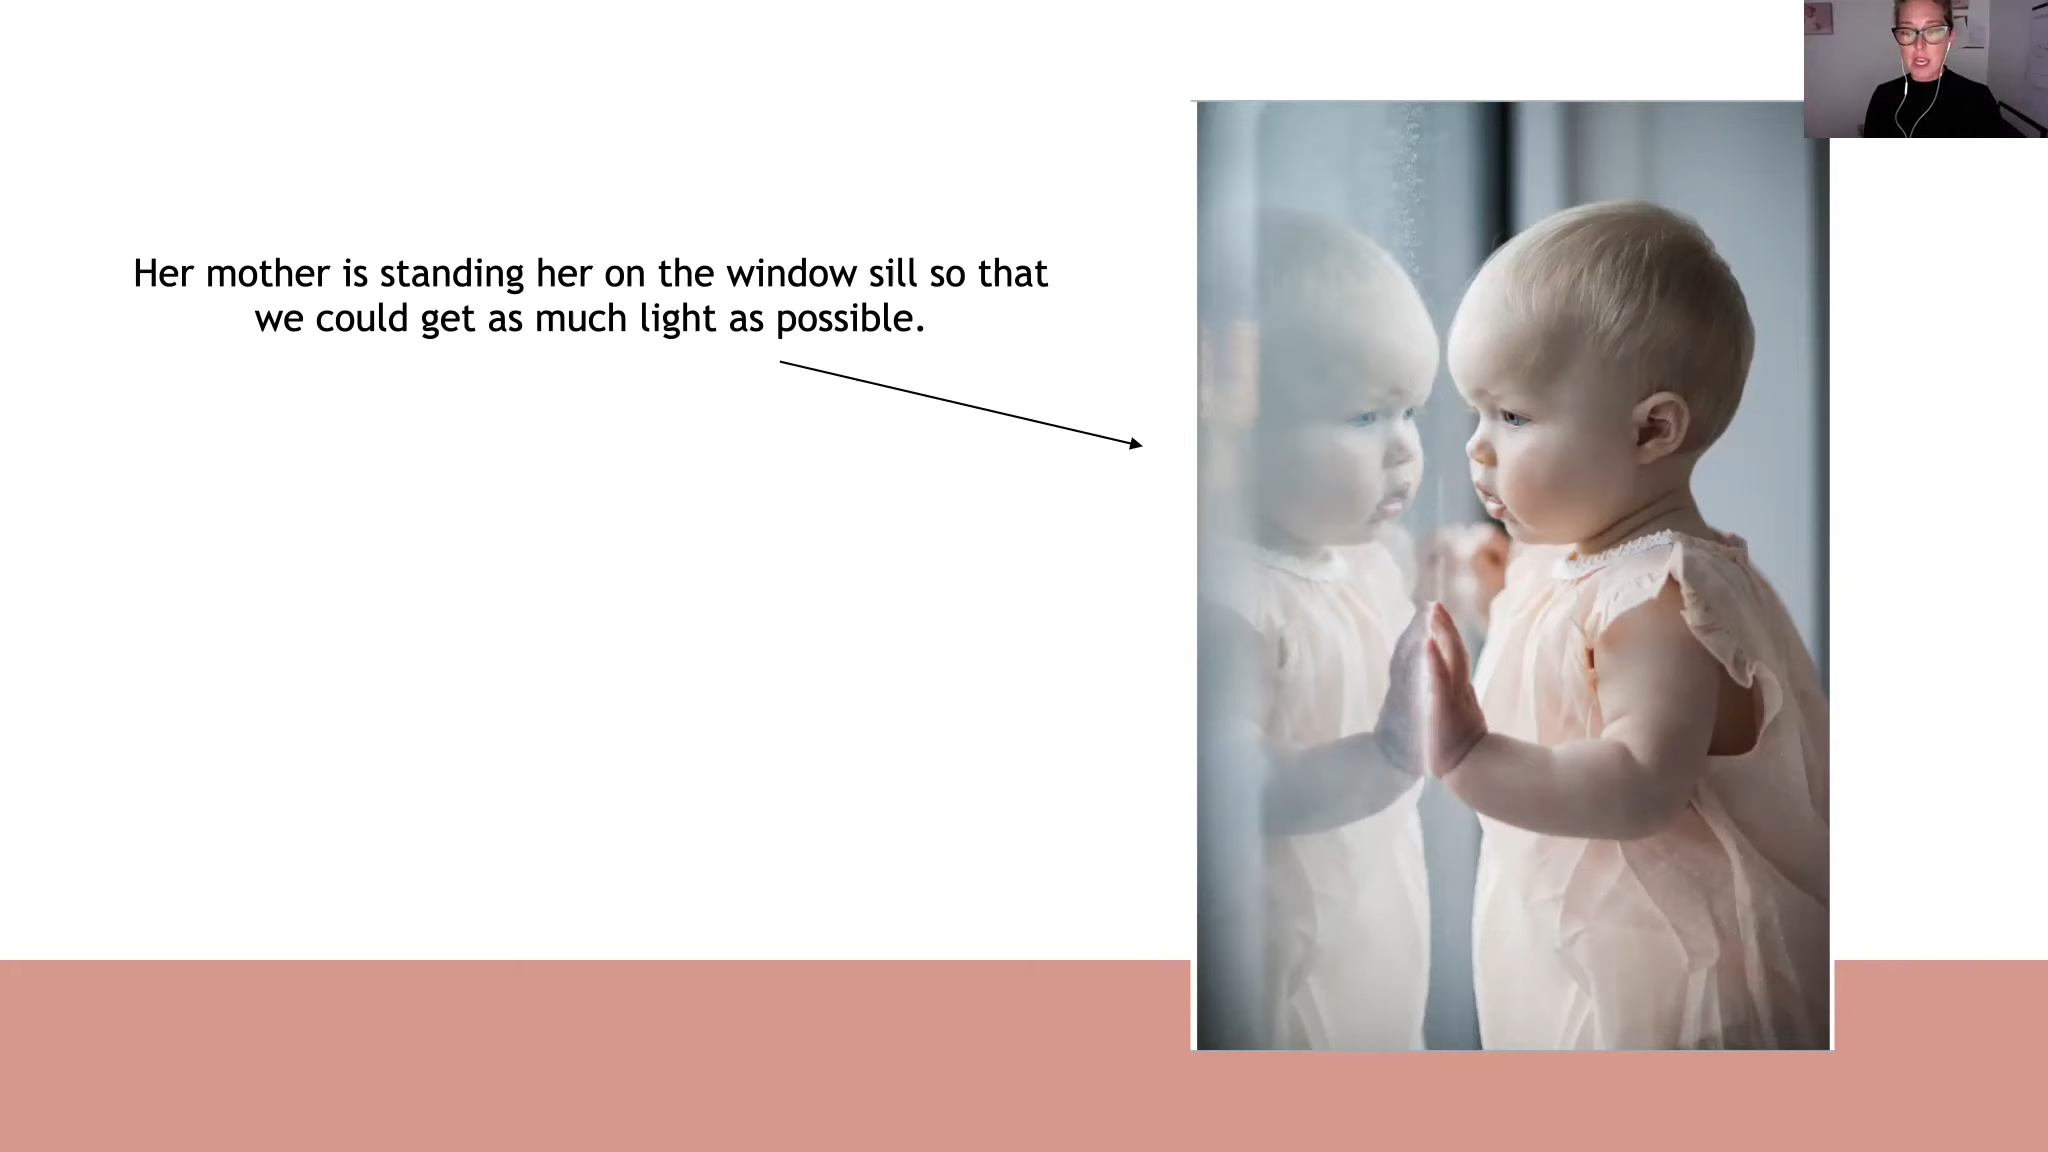 Her mother is standing her on the window sill so that
we could get as much light as possible.